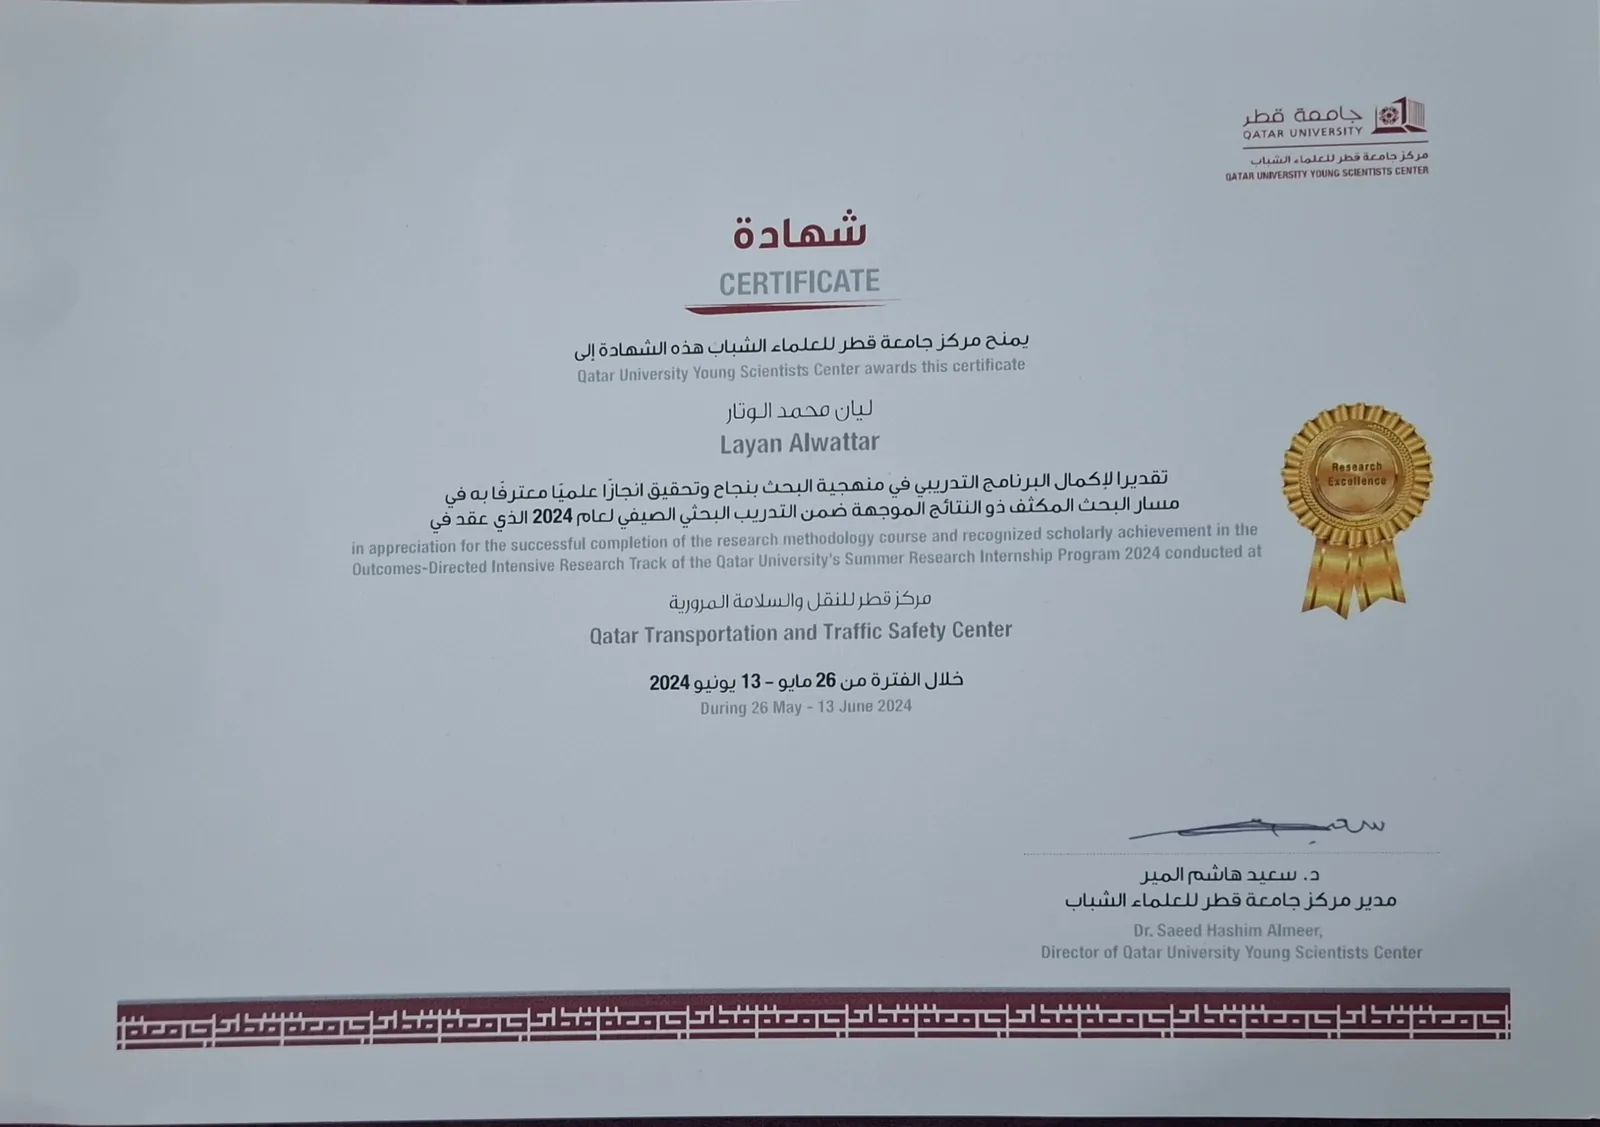 جامعة قطر
QATAR UNIVERSITY
مركز جامعة قطر للعلماء الشباب
QATAR UNIVERSITY YOUNG SCIENTISTS CENTER
شهادة
CERTIFICATE
يمنح مركز جامعة قطر للعلماء الشباب هذه الشهادة إلى
Qatar University Young Scientists Center awards this certificate
ليان محمد الوتار
Layan Alwattar
تقديرا لإكمال البرنامج التدريبي في منهجية البحث بنجاح وتحقيق انجازًا علميًا معترفًا به في
مسار البحث المكثف ذو النتائج الموجهة ضمن التدريب البحثي الصيفي لعام 2024 الذي عقد في
in appreciation for the successful completion of the research methodology course and recognized scholarly achievement in the
Outcomes-Directed Intensive Research Track of the Qatar University's Summer Research Internship Program 2024 conducted at
Research
Excellence
مركز قطر للنقل والسلامة المرورية
Qatar Transportation and Traffic Safety Center
خلال الفترة من 26 مايو - 13 يونيو 2024
During 26 May - 13 June 2024
د. سعيد هاشم المير
مدير مركز جامعة قطر للعلماء الشباب
Dr. Saeed Hashim Almeer,
Director of Qatar University Young Scientists Center